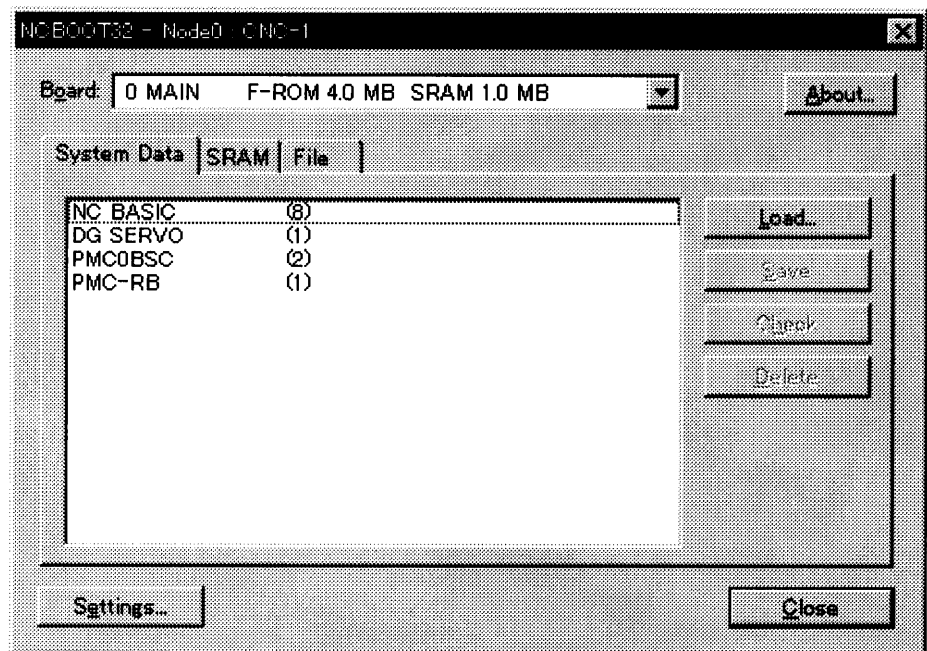 NCBOOT32 - Node0 : CNC-1
Board: 0 MAIN F-ROM 4.0 MB SRAM 1.0 MB About...
System Data SRAM File
NC BASIC (8)
DG SERVO (1)
PMC0BSC (2)
PMC-RB (1)
Load...
Save
Check
Delete
Settings... Close